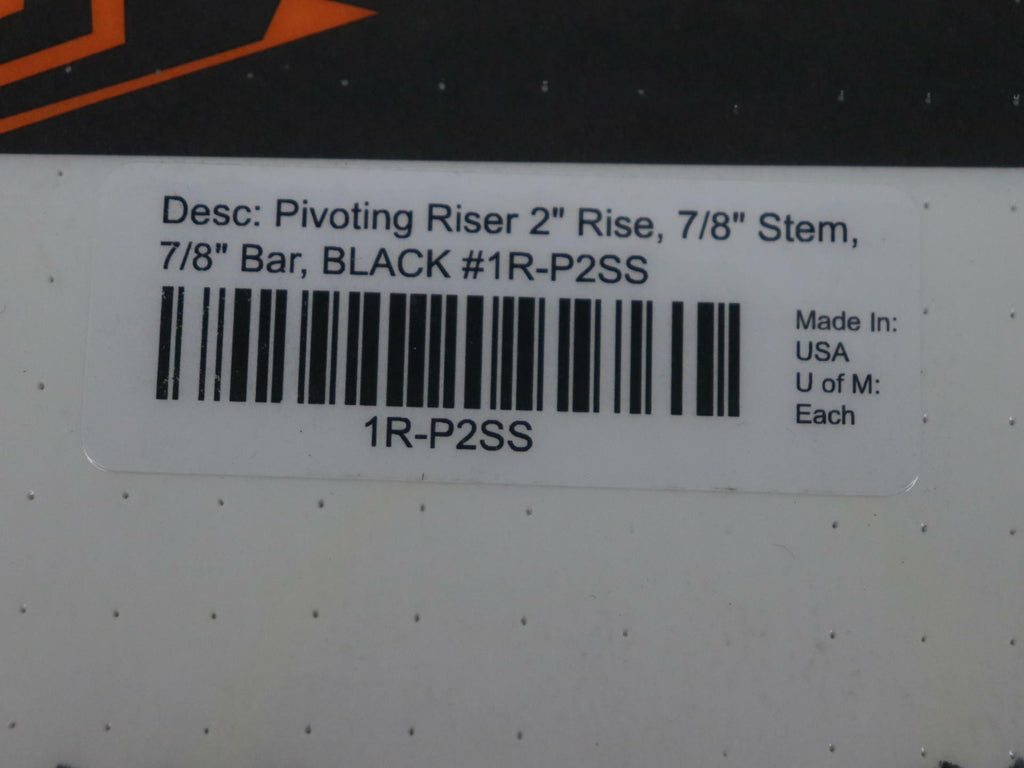 Desc: Pivoting Riser 2" Rise, 7/8" Stem,
7/8" Bar, BLACK #1R-P2SS
1R-P2SS
Made In:
USA
U of M:
Each